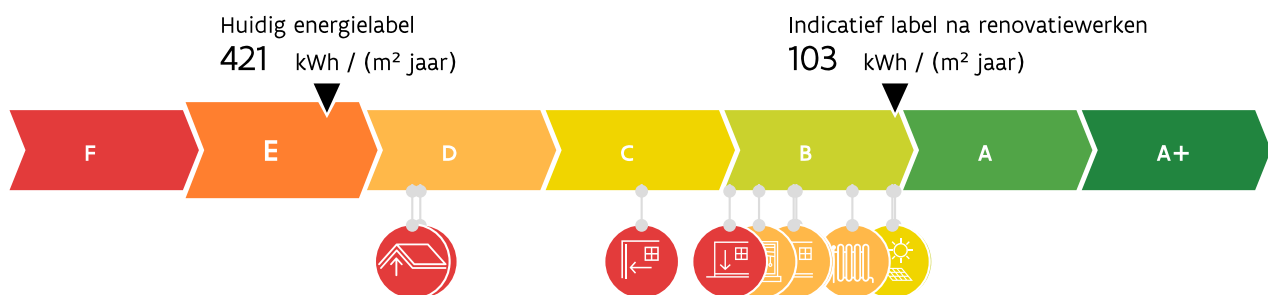 Huidig energielabel
421 kWh / (m² jaar)
Indicatief label na renovatiewerken
103 kWh / (m² jaar)
F E D C B A A+